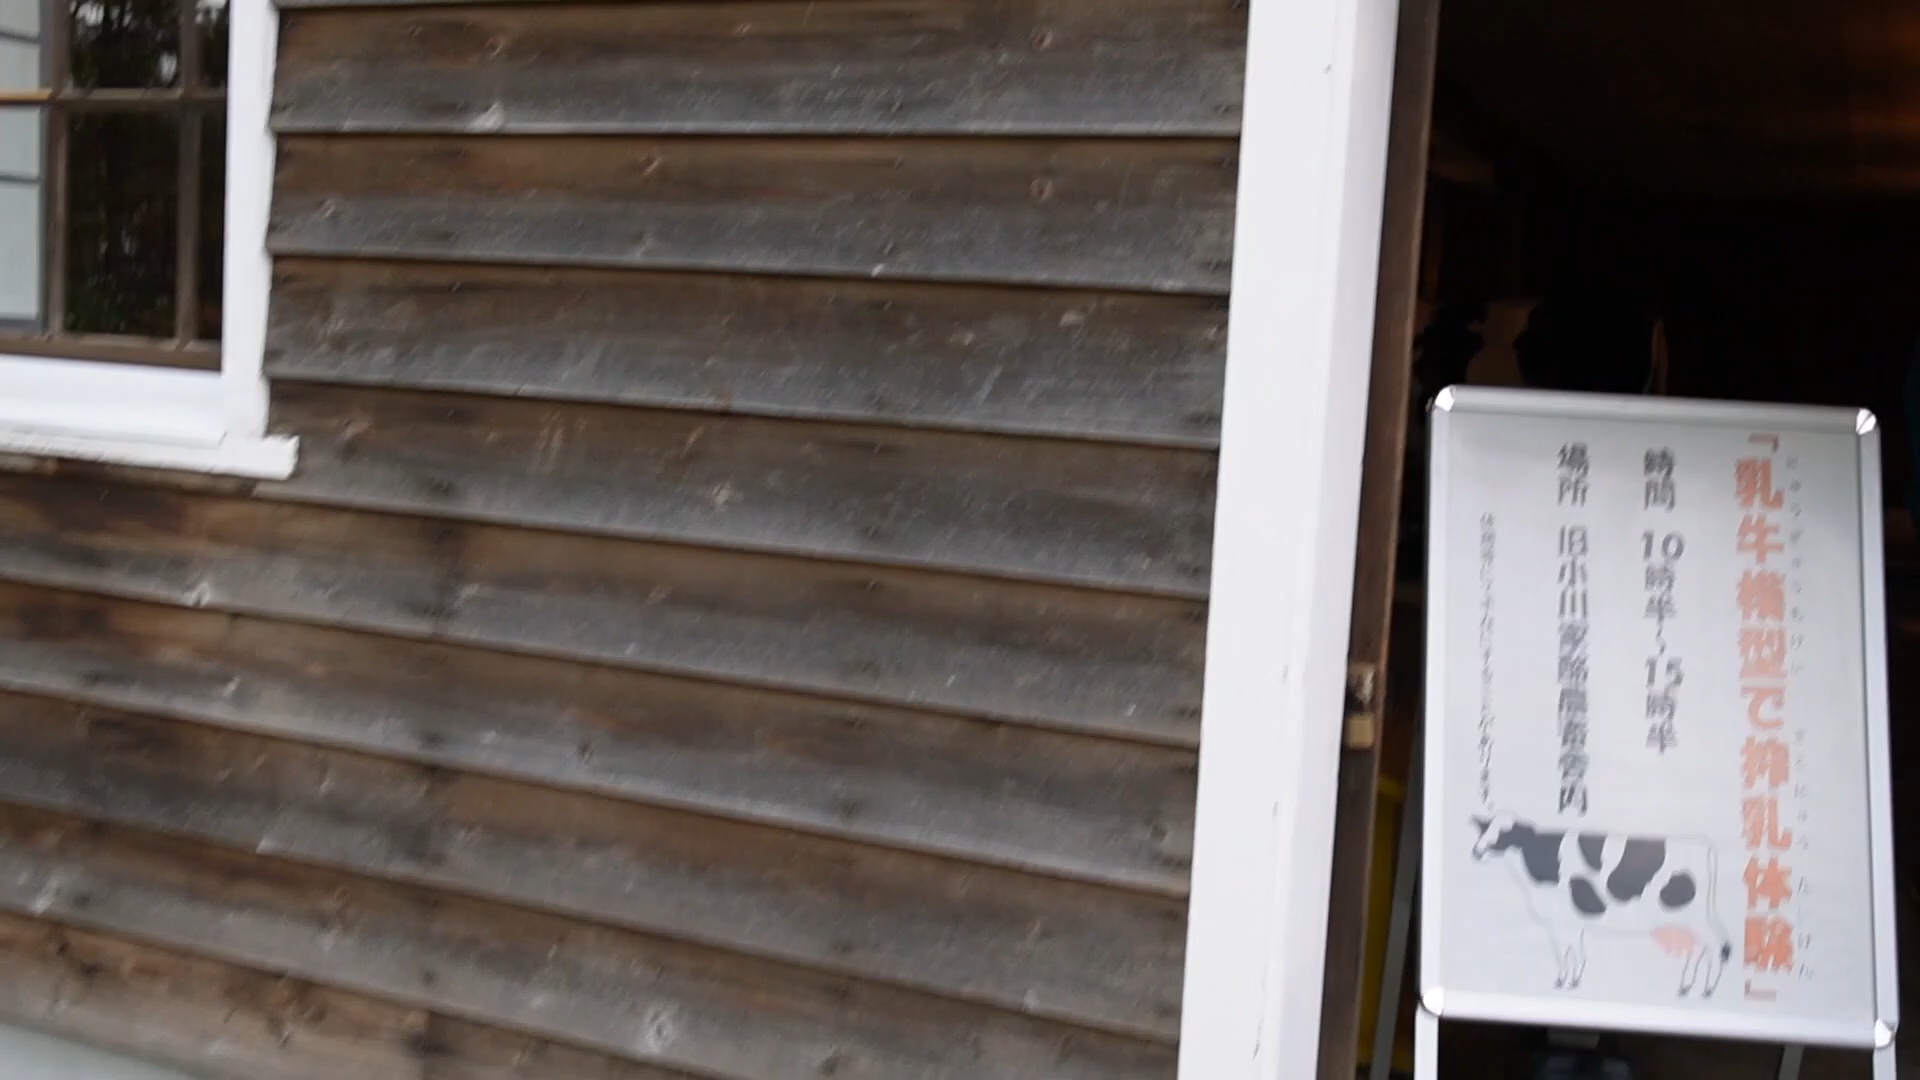 『乳牛模型で搾乳体験』
時間 10時半～15時半
場所 旧小川家酪農畜舎内